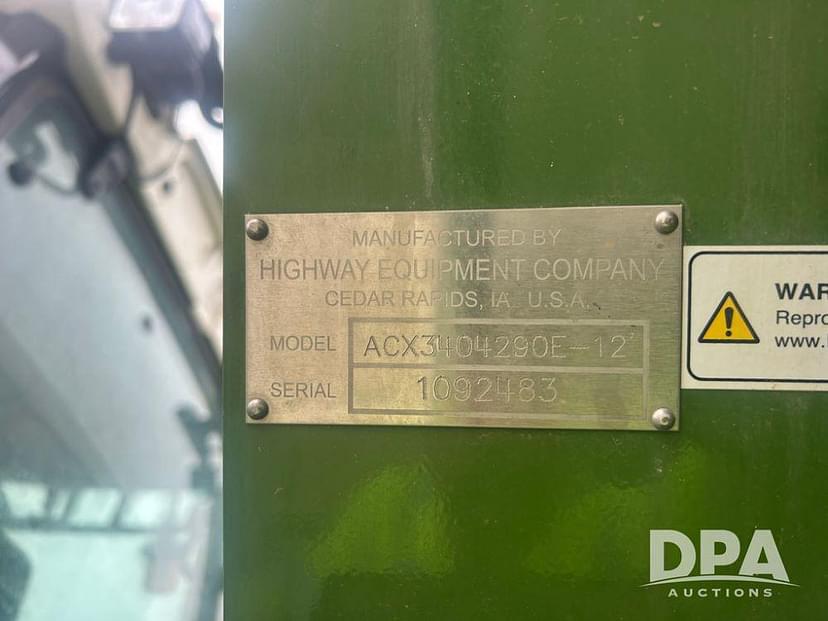 MANUFACTURED BY
HIGHWAY EQUIPMENT COMPANY
CEDAR RAPIDS, IA U.S.A.
MODEL ACX3404290E-12'
SERIAL 1092483
WAR
Repro
www.
DPA
AUCTIONS